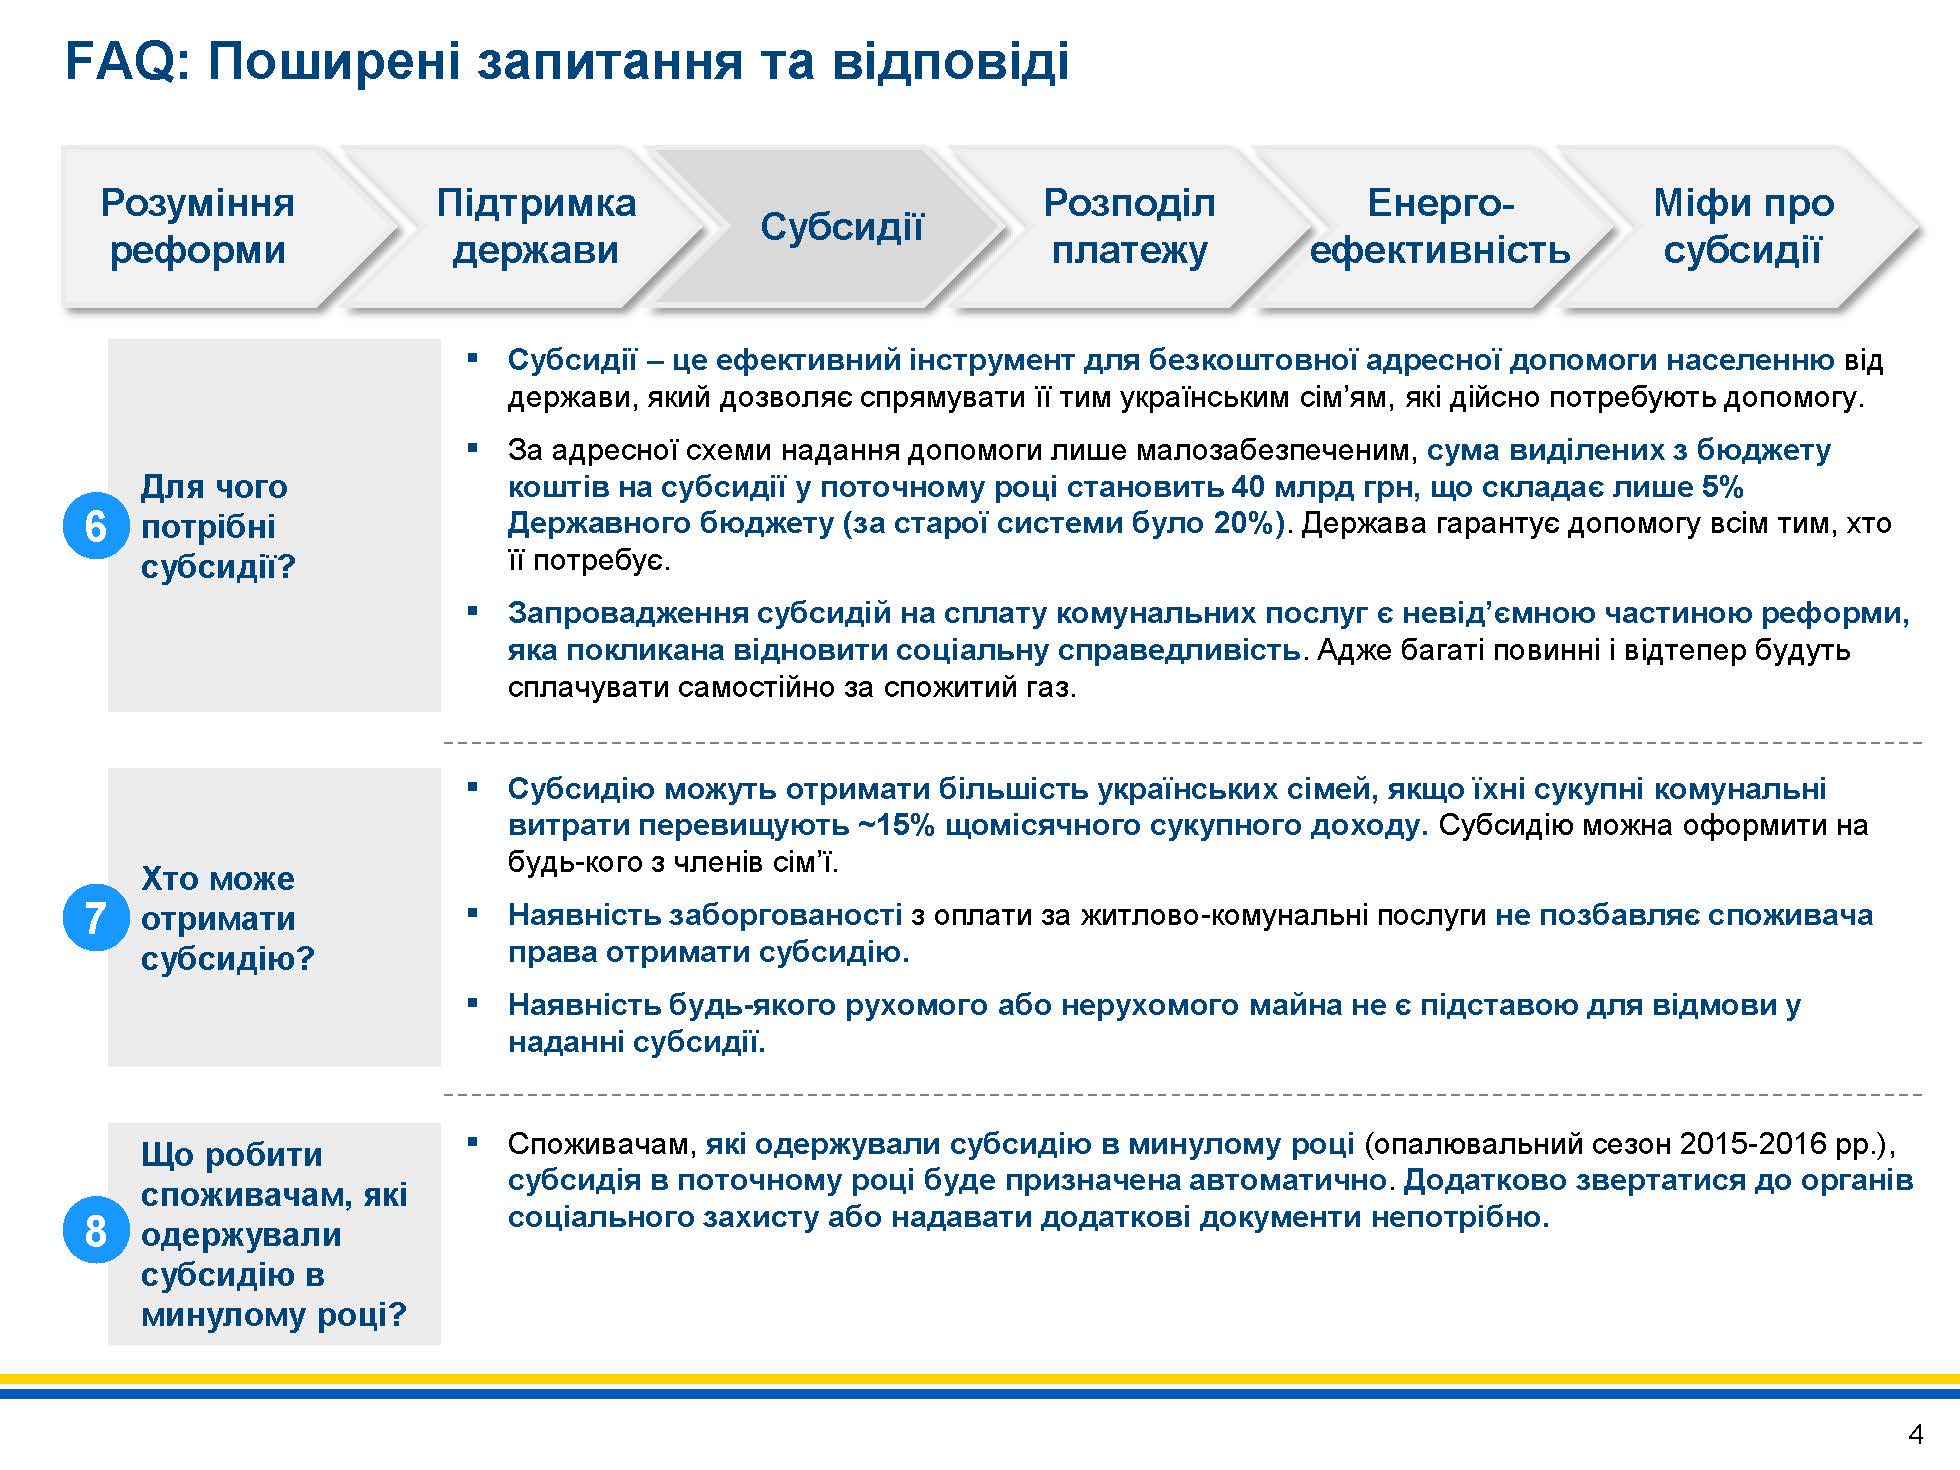 FAQ: Поширені запитання та відповіді
Розуміння
реформи
Підтримка
держави
Субсидії
Розподіл
платежу
Енерго-
ефективність
Міфи про
субсидії
6
Для чого
потрібні
субсидії?
▪ Субсидії – це ефективний інструмент для безкоштовної адресної допомоги населенню від
держави, який дозволяє спрямувати її тим українським сім’ям, які дійсно потребують допомогу.
▪ За адресної схеми надання допомоги лише малозабезпеченим, сума виділених з бюджету
коштів на субсидії у поточному році становить 40 млрд грн, що складає лише 5%
Державного бюджету (за старої системи було 20%). Держава гарантує допомогу всім тим, хто
її потребує.
▪ Запровадження субсидій на сплату комунальних послуг є невід’ємною частиною реформи,
яка покликана відновити соціальну справедливість. Адже багаті повинні і відтепер будуть
сплачувати самостійно за спожитий газ.
7
Хто може
отримати
субсидію?
▪ Субсидію можуть отримати більшість українських сімей, якщо їхні сукупні комунальні
витрати перевищують ~15% щомісячного сукупного доходу. Субсидію можна оформити на
будь-кого з членів сім’ї.
▪ Наявність заборгованості з оплати за житлово-комунальні послуги не позбавляє споживача
права отримати субсидію.
▪ Наявність будь-якого рухомого або нерухомого майна не є підставою для відмови у
наданні субсидії.
8
Що робити
споживачам, які
одержували
субсидію в
минулому році?
▪ Споживачам, які одержували субсидію в минулому році (опалювальний сезон 2015-2016 рр.),
субсидія в поточному році буде призначена автоматично. Додатково звертатися до органів
соціального захисту або надавати додаткові документи непотрібно.
4